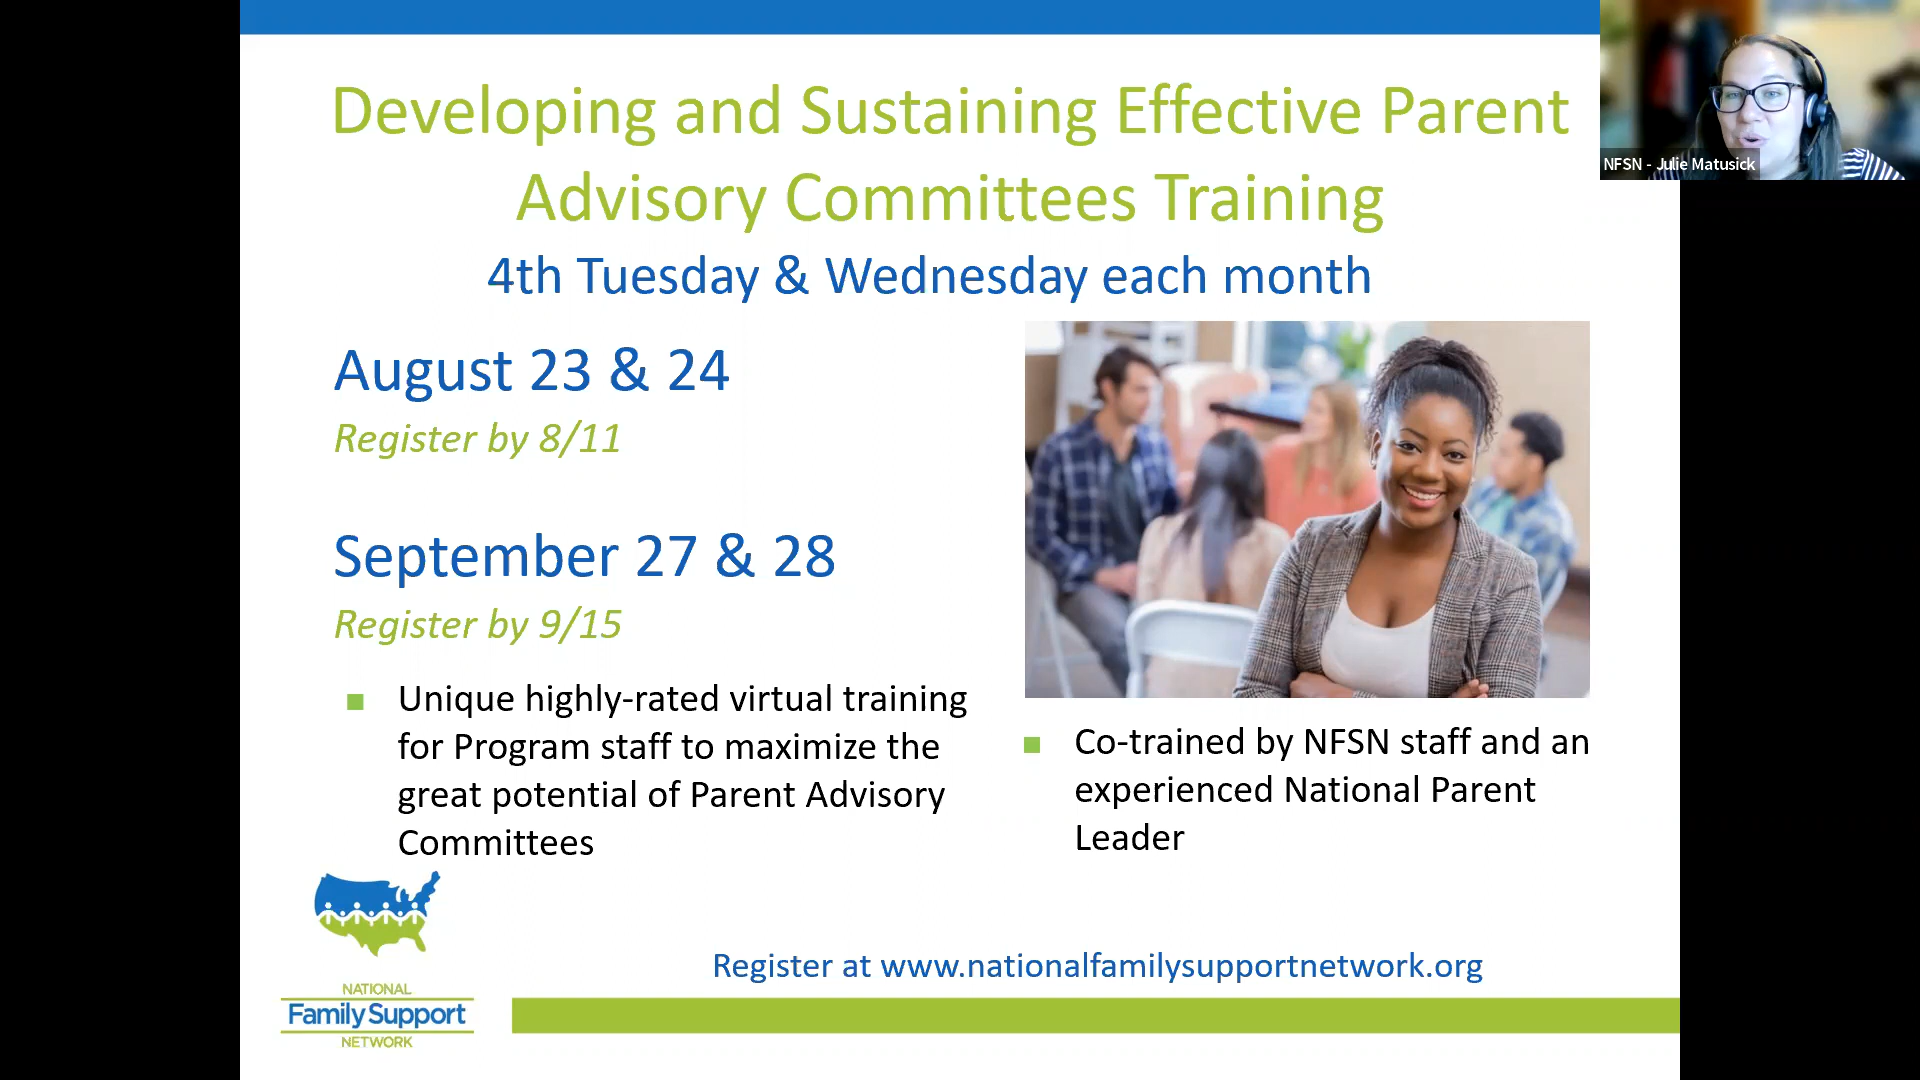 Developing and Sustaining Effective Parent
Advisory Committees Training
4th Tuesday & Wednesday each month
August 23 & 24
Register by 8/11
September 27 & 28
Register by 9/15
Unique highly-rated virtual training
for Program staff to maximize the
great potential of Parent Advisory
Committees
Co-trained by NFSN staff and an
experienced National Parent
Leader
Register at www.nationalfamilysupportnetwork.org
NATIONAL
Family Support
NETWORK
NFSN - Julie Matusick